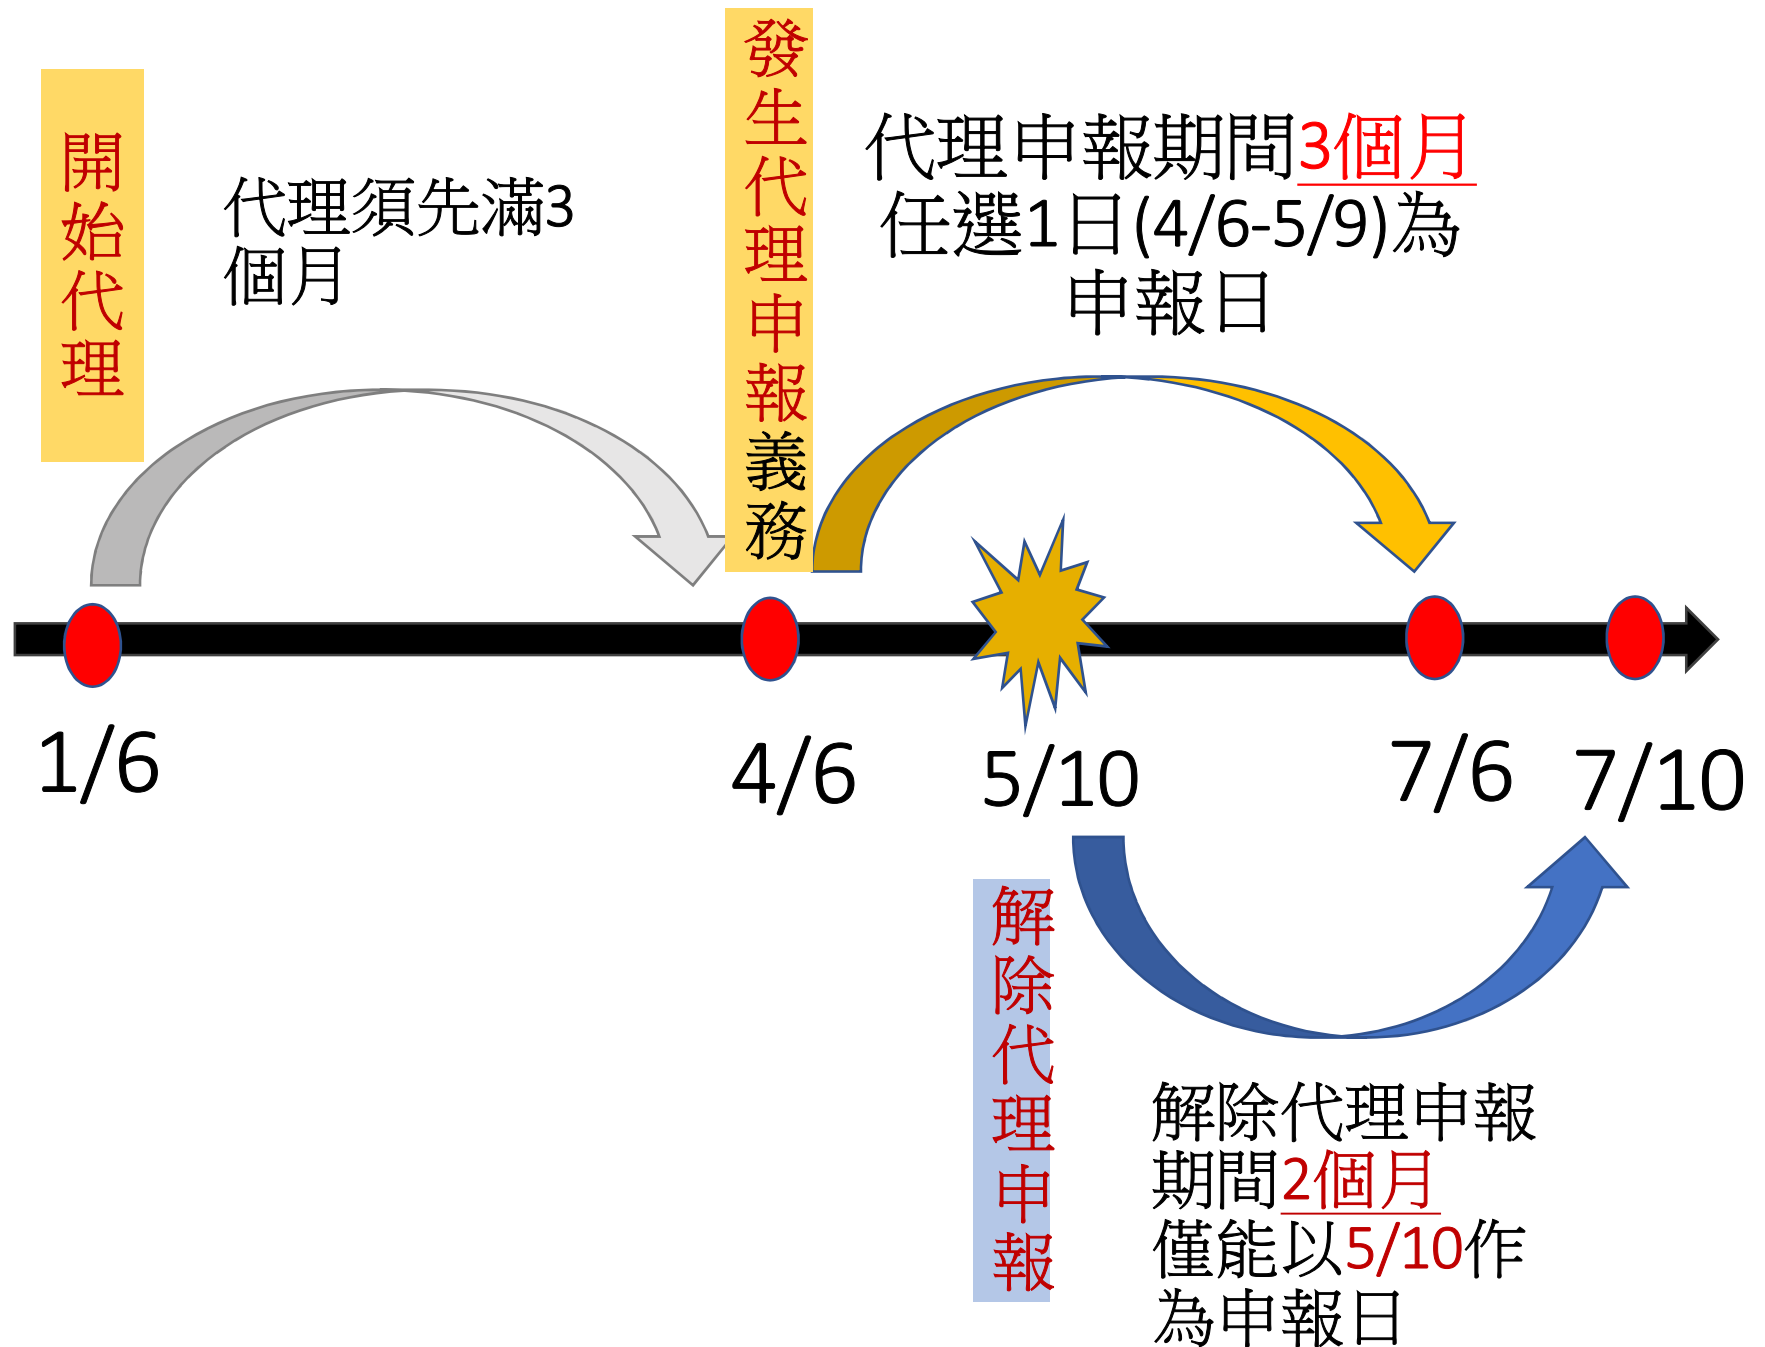 開始代理
代理須先滿3
個月
發生代理申報義務
代理申報期間3個月
任選1日(4/6-5/9)為
申報日
1/6
4/6
5/10
7/6
7/10
解除代理申報
解除代理申報
期間2個月
僅能以5/10作
為申報日